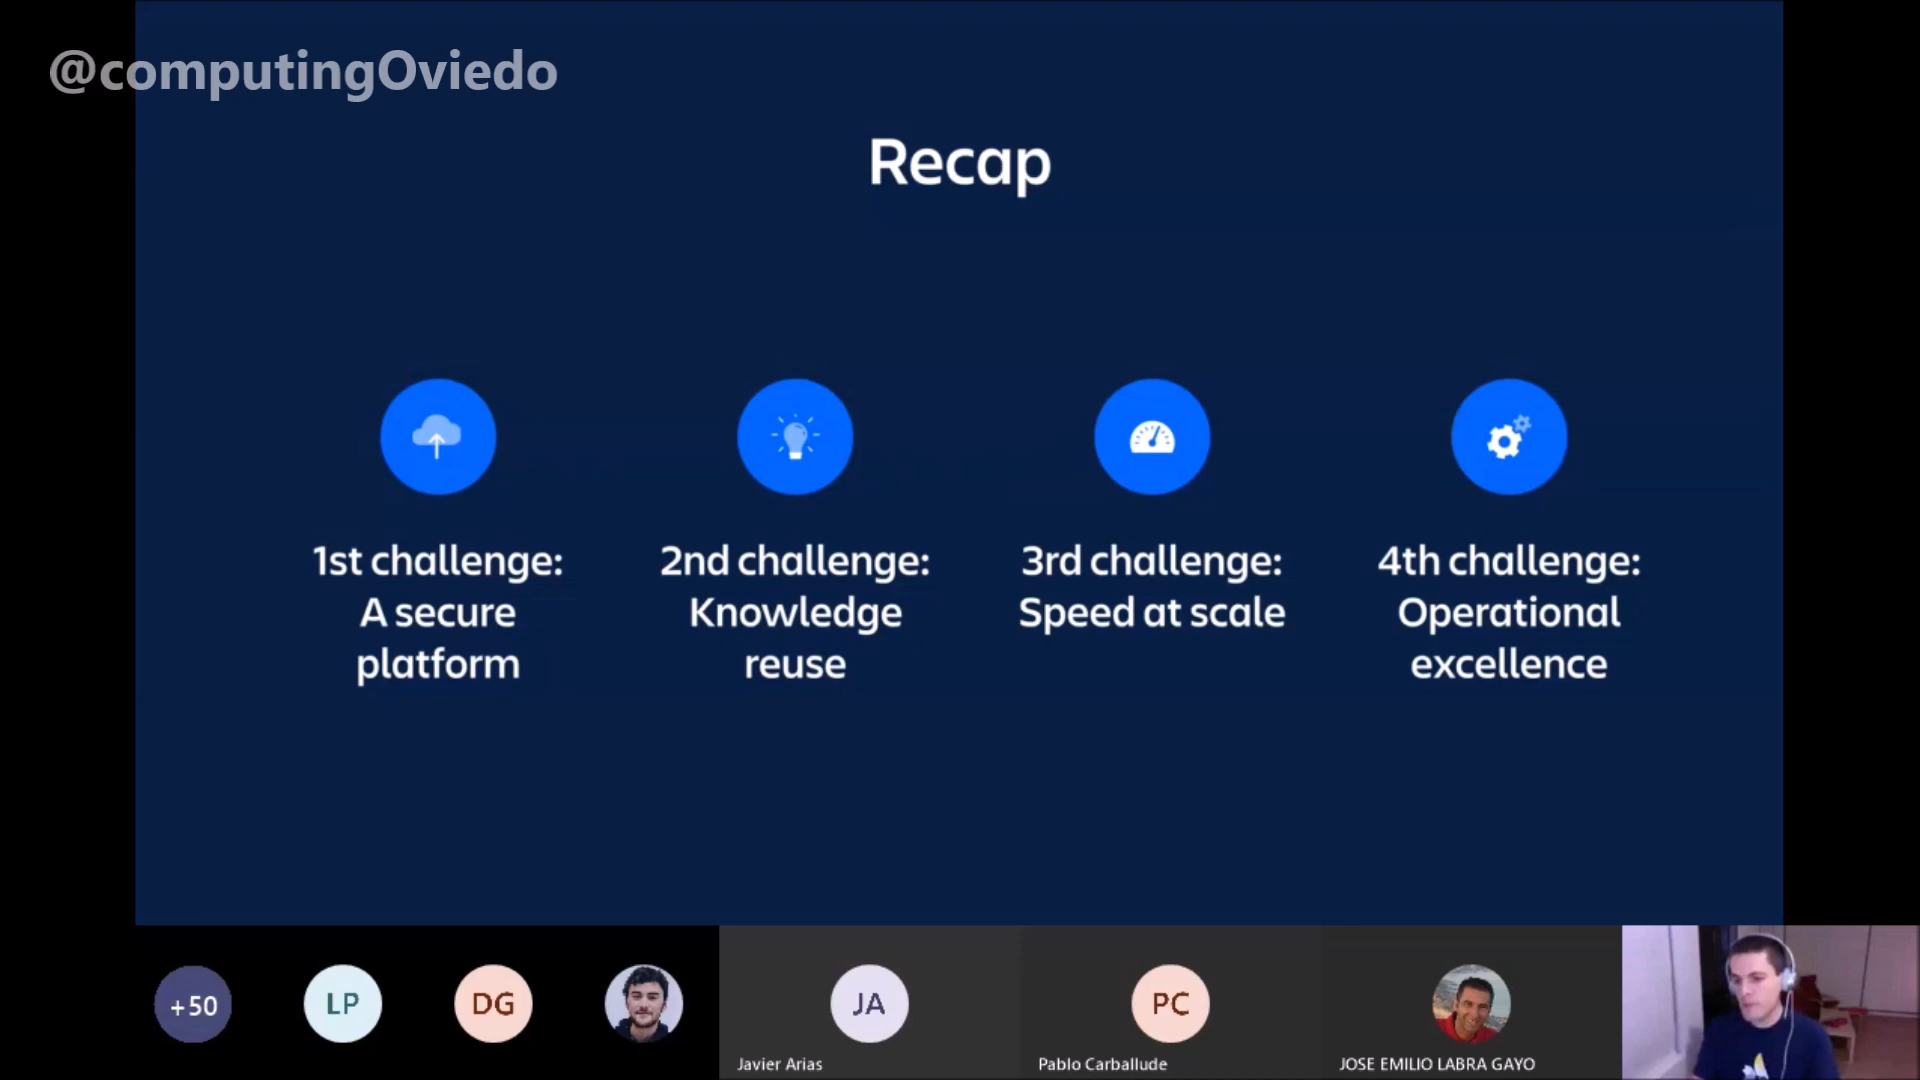 @computingOviedo
Recap
1st challenge:
A secure
platform
2nd challenge:
Knowledge
reuse
3rd challenge:
Speed at scale
4th challenge:
Operational
excellence
+50
LP
DG
JA
PC
Javier Arias
Pablo Carballude
JOSE EMILIO LABRA GAYO